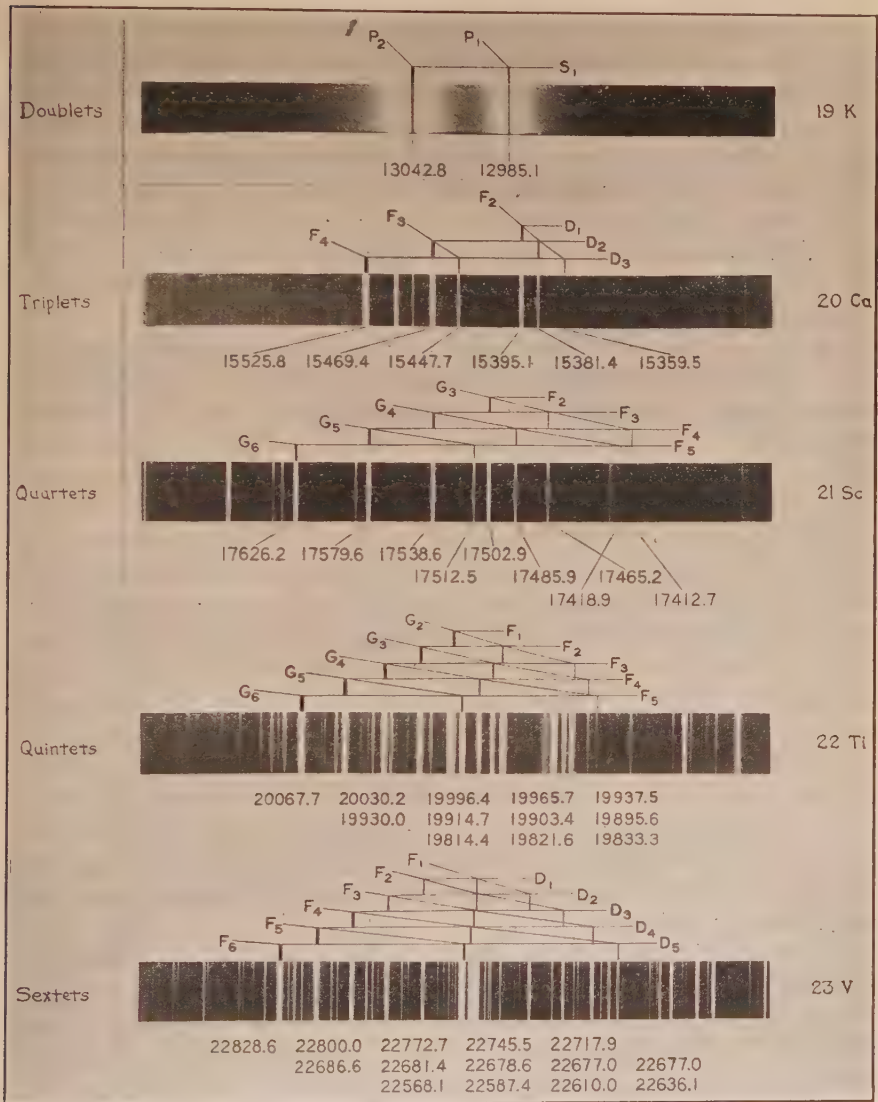 P₂ P₁
S₁
Doublets 19 K
13042.8 12985.1
F₂
F₃ D₁
F₄ D₂
D₃
Triplets 20 Ca
15525.8 15469.4 15447.7 15395.1 15381.4 15359.5
G₃ F₂
G₄ F₃
G₅ F₄
G₆ F₅
Quartets 21 Sc
17626.2 17579.6 17538.6 17502.9 17465.2
17512.5 17485.9
17418.9 17412.7
G₂ F₁
G₃ F₂
G₄ F₃
G₅ F₄
G₆ F₅
Quintets 22 Ti
20067.7 20030.2 19996.4 19965.7 19937.5
19930.0 19914.7 19903.4 19895.6
19814.4 19821.6 19833.3
F₁
F₂ D₁
F₃ D₂
F₄ D₃
F₅ D₄
F₆ D₅
Sextets 23 V
22828.6 22800.0 22772.7 22745.5 22717.9
22686.6 22681.4 22678.6 22677.0 22677.0
22568.1 22587.4 22610.0 22636.1